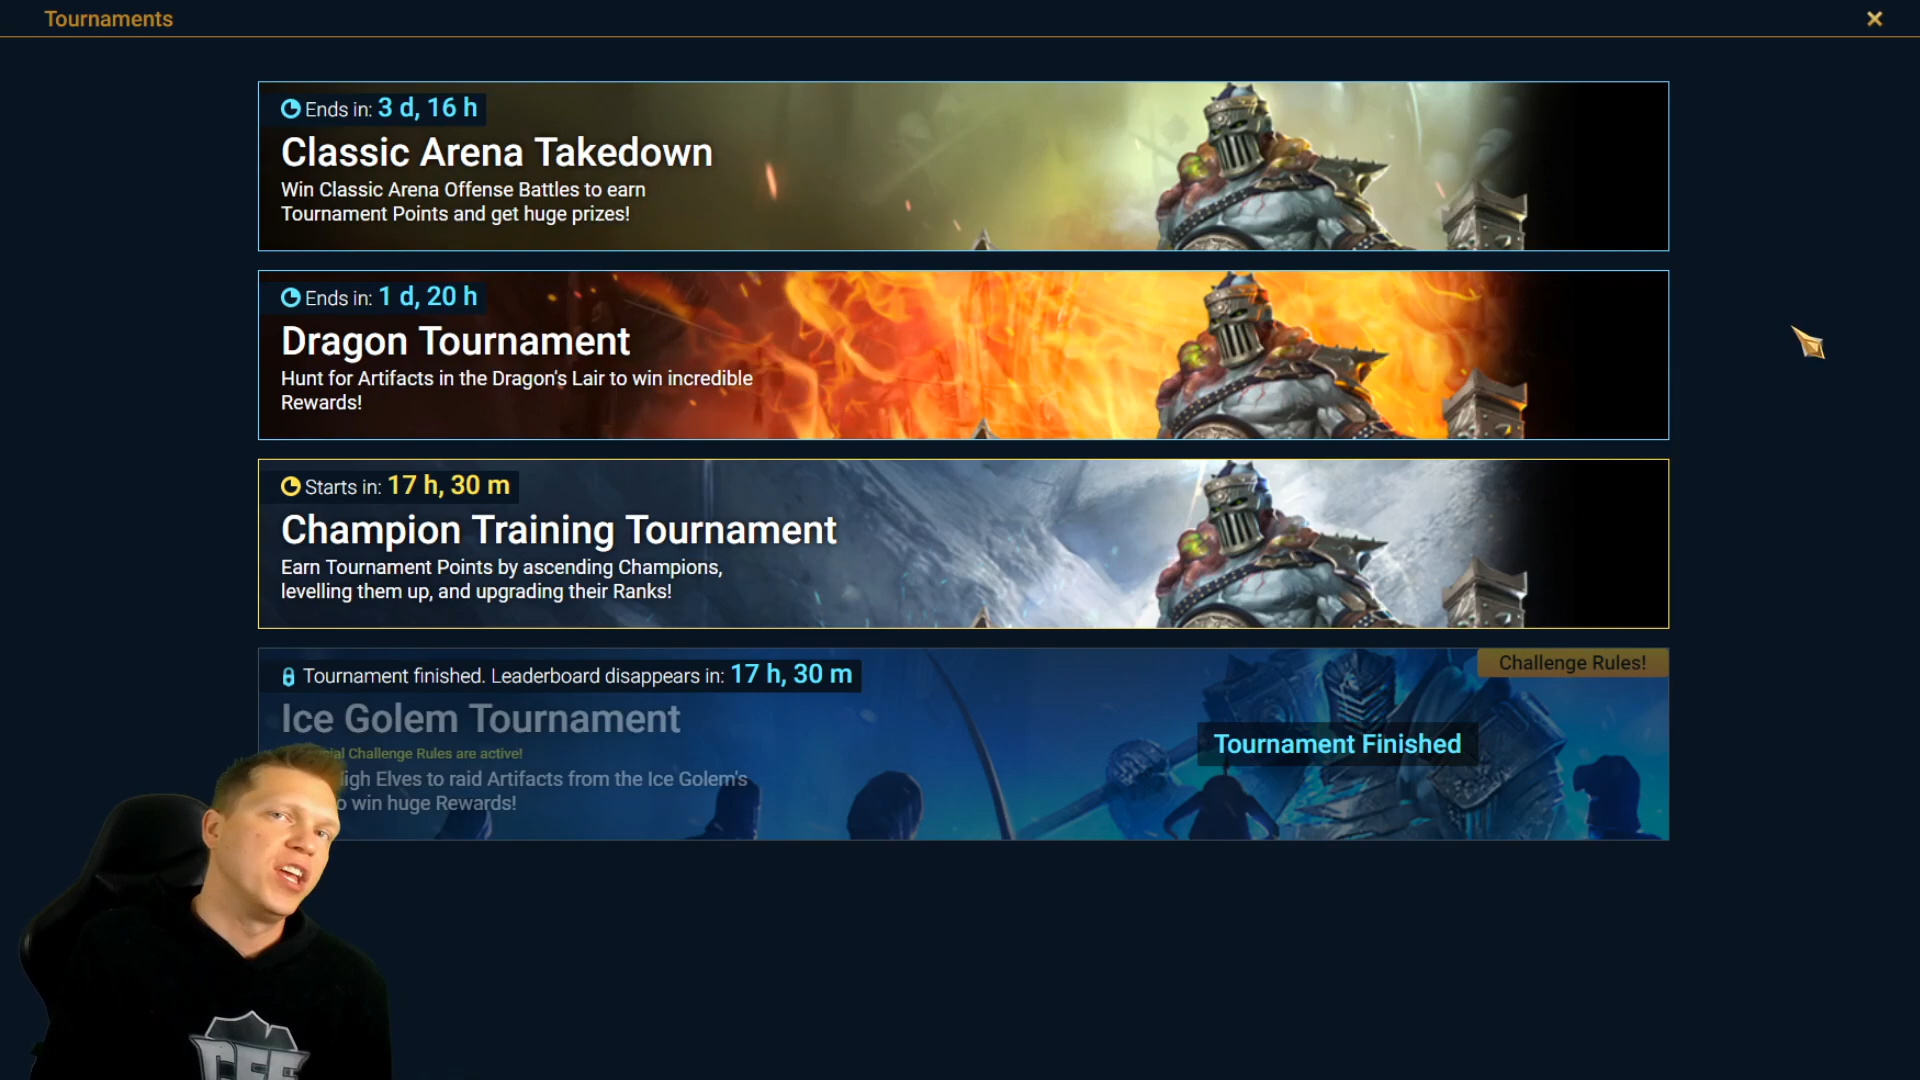 Tournaments
Ends in: 3 d, 16 h
Classic Arena Takedown
Win Classic Arena Offense Battles to earn
Tournament Points and get huge prizes!
Ends in: 1 d, 20 h
Dragon Tournament
Hunt for Artifacts in the Dragon's Lair to win incredible
Rewards!
Starts in: 17 h, 30 m
Champion Training Tournament
Earn Tournament Points by ascending Champions,
levelling them up, and upgrading their Ranks!
Tournament finished. Leaderboard disappears in: 17 h, 30 m
Challenge Rules!
Ice Golem Tournament
Challenge Rules are active!
Tournament Finished
Elves to raid Artifacts from the Ice Golem's
win huge Rewards!